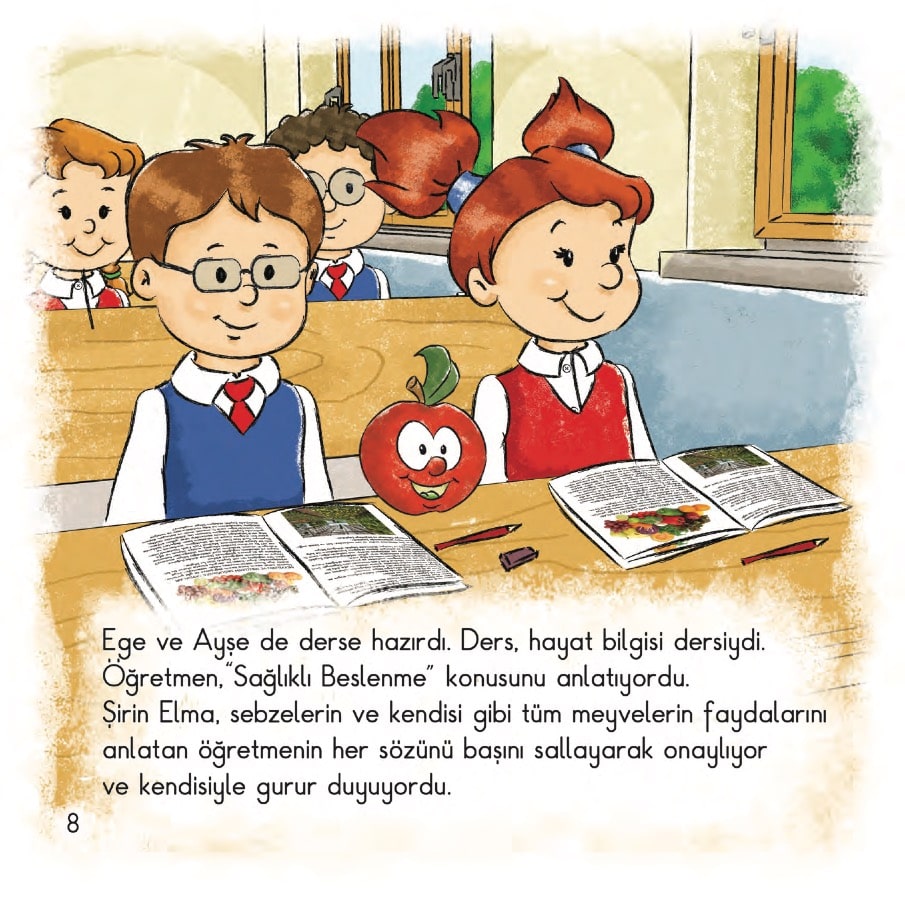 Ege ve Ayşe de derse hazırdı. Ders, hayat bilgisi dersiydi.
Öğretmen,“Sağlıklı Beslenme” konusunu anlatıyordu.
Şirin Elma, sebzelerin ve kendisi gibi tüm meyvelerin faydalarını
anlatan öğretmenin her sözünü başını sallayarak onaylıyor
ve kendisiyle gurur duyuyordu.
8